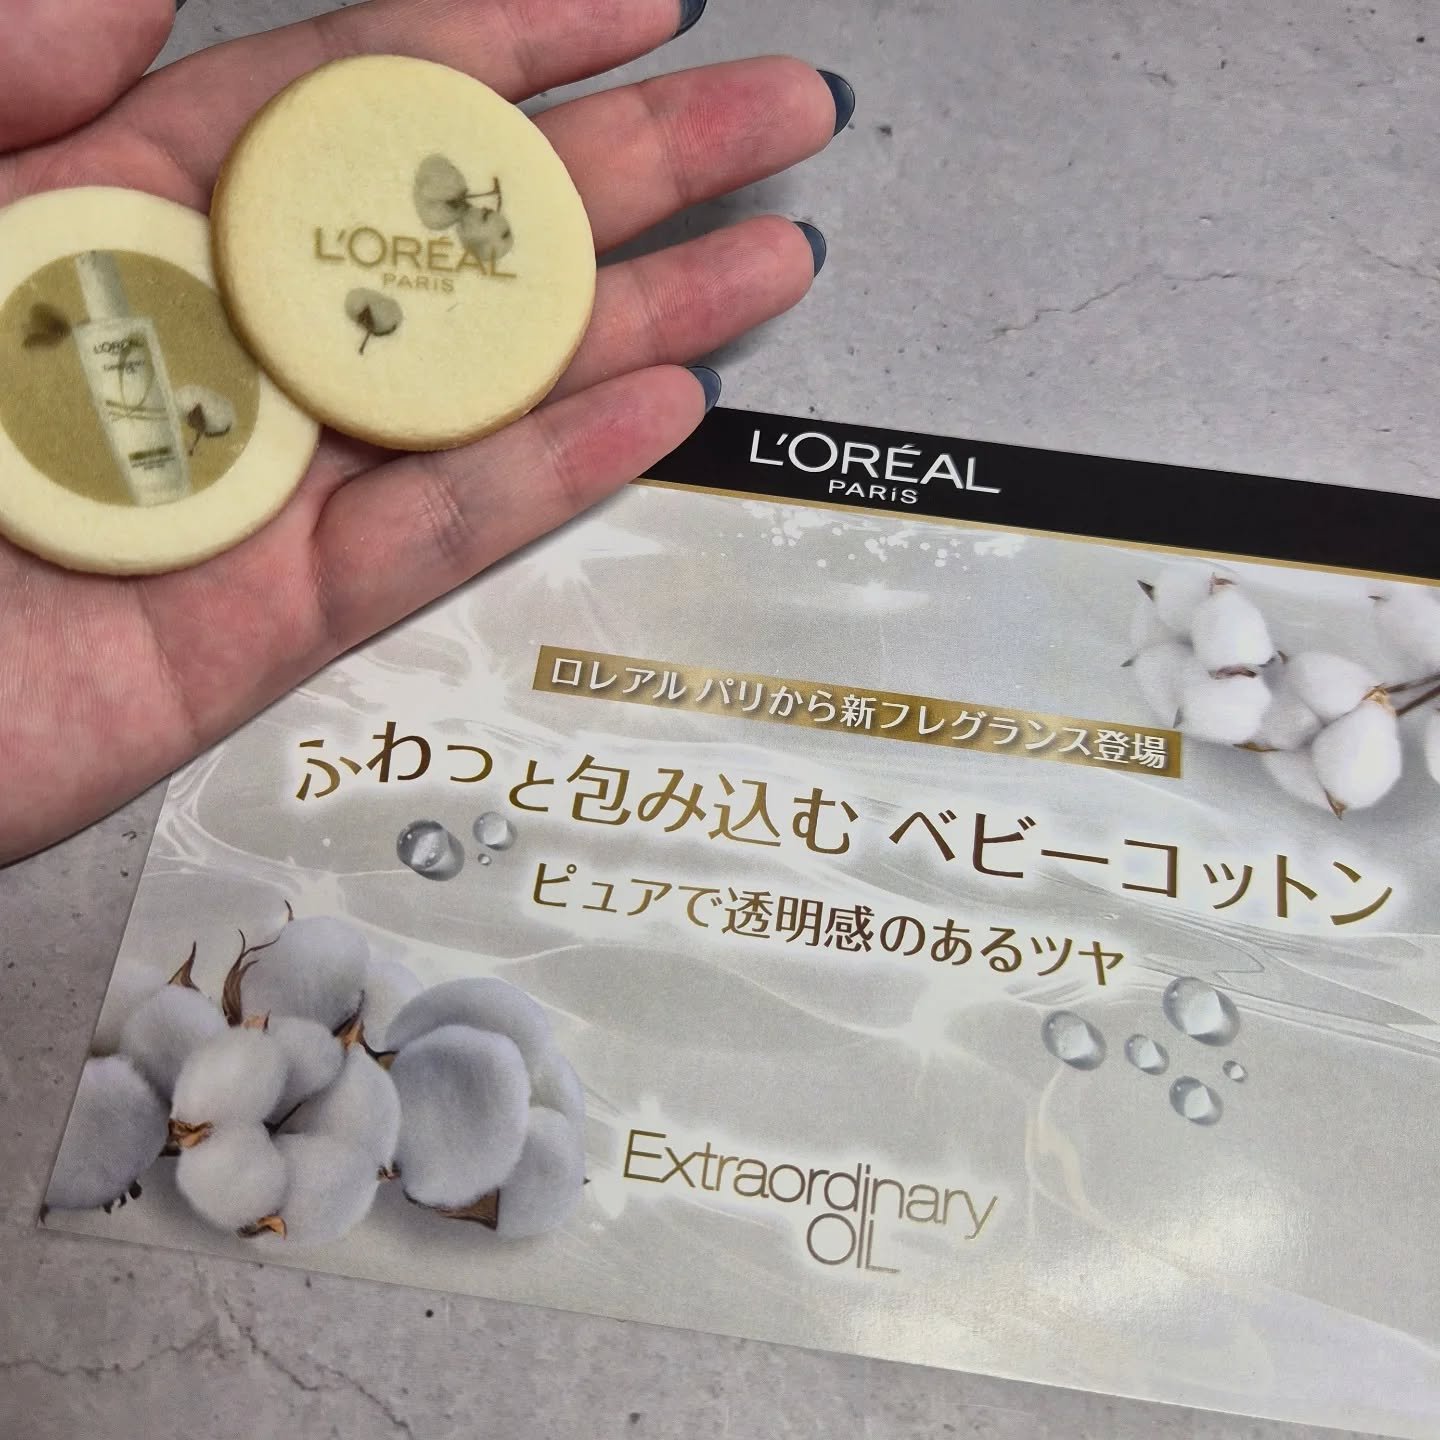 L'ORÉAL
PARIS
L'ORÉAL
L'ORÉAL
PARIS
ロレアル パリから新フレグランス登場
ふわっと包み込む ベビーコットン
ピュアで透明感のあるツヤ
Extraordinary
OIL